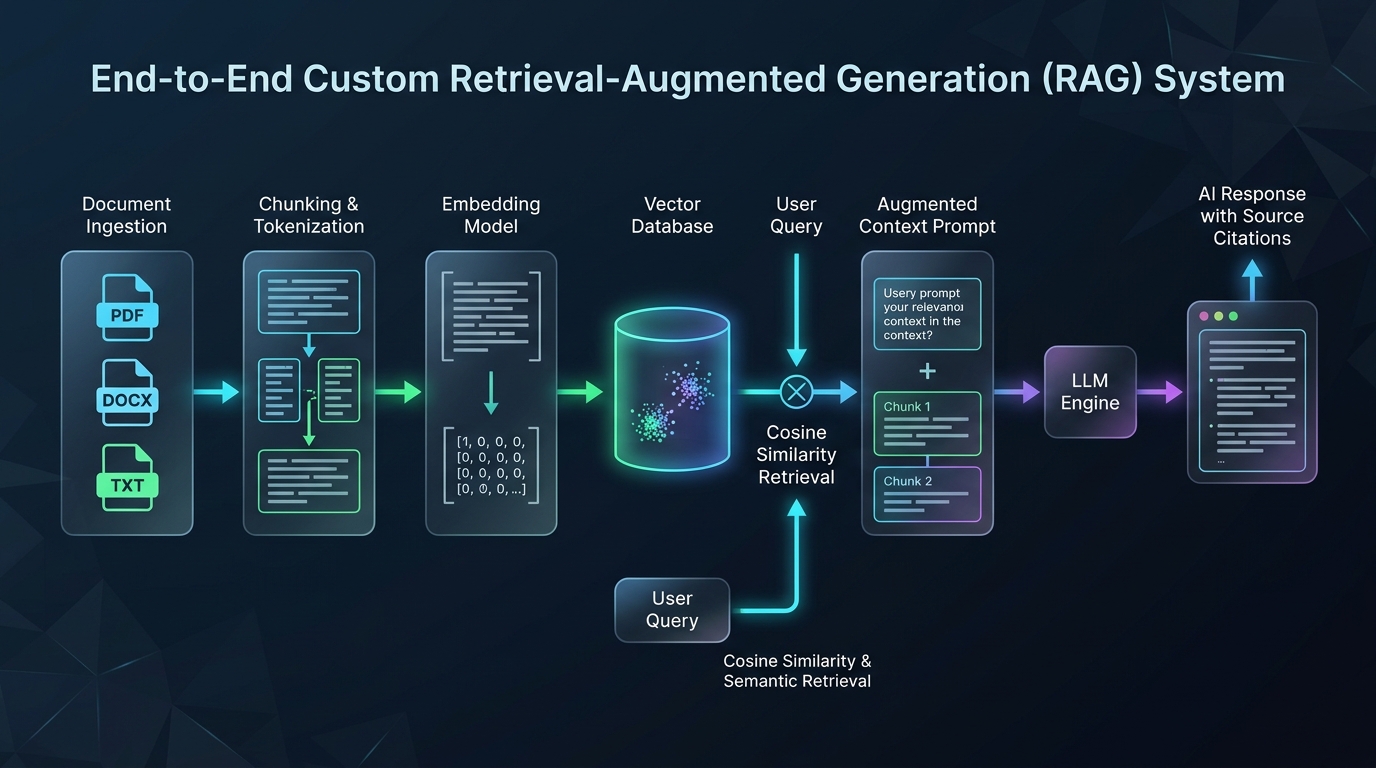 End-to-End Custom Retrieval-Augmented Generation (RAG) System
Document
Ingestion
PDF
DOCX
TXT
Chunking &
Tokenization
Embedding
Model
[1, 0, 0, 0,
[0, 0, 0, 0,
[0, 0, 0, 0,
[0, 0, 0, ...]
Vector
Database
User
Query
Cosine
Similarity
Retrieval
User
Query
Cosine Similarity &
Semantic Retrieval
Augmented
Context Prompt
Usery prompt
your
context in the
context?
+
Chunk 1
Chunk 2
LLM
Engine
AI Response
with Source
Citations
...